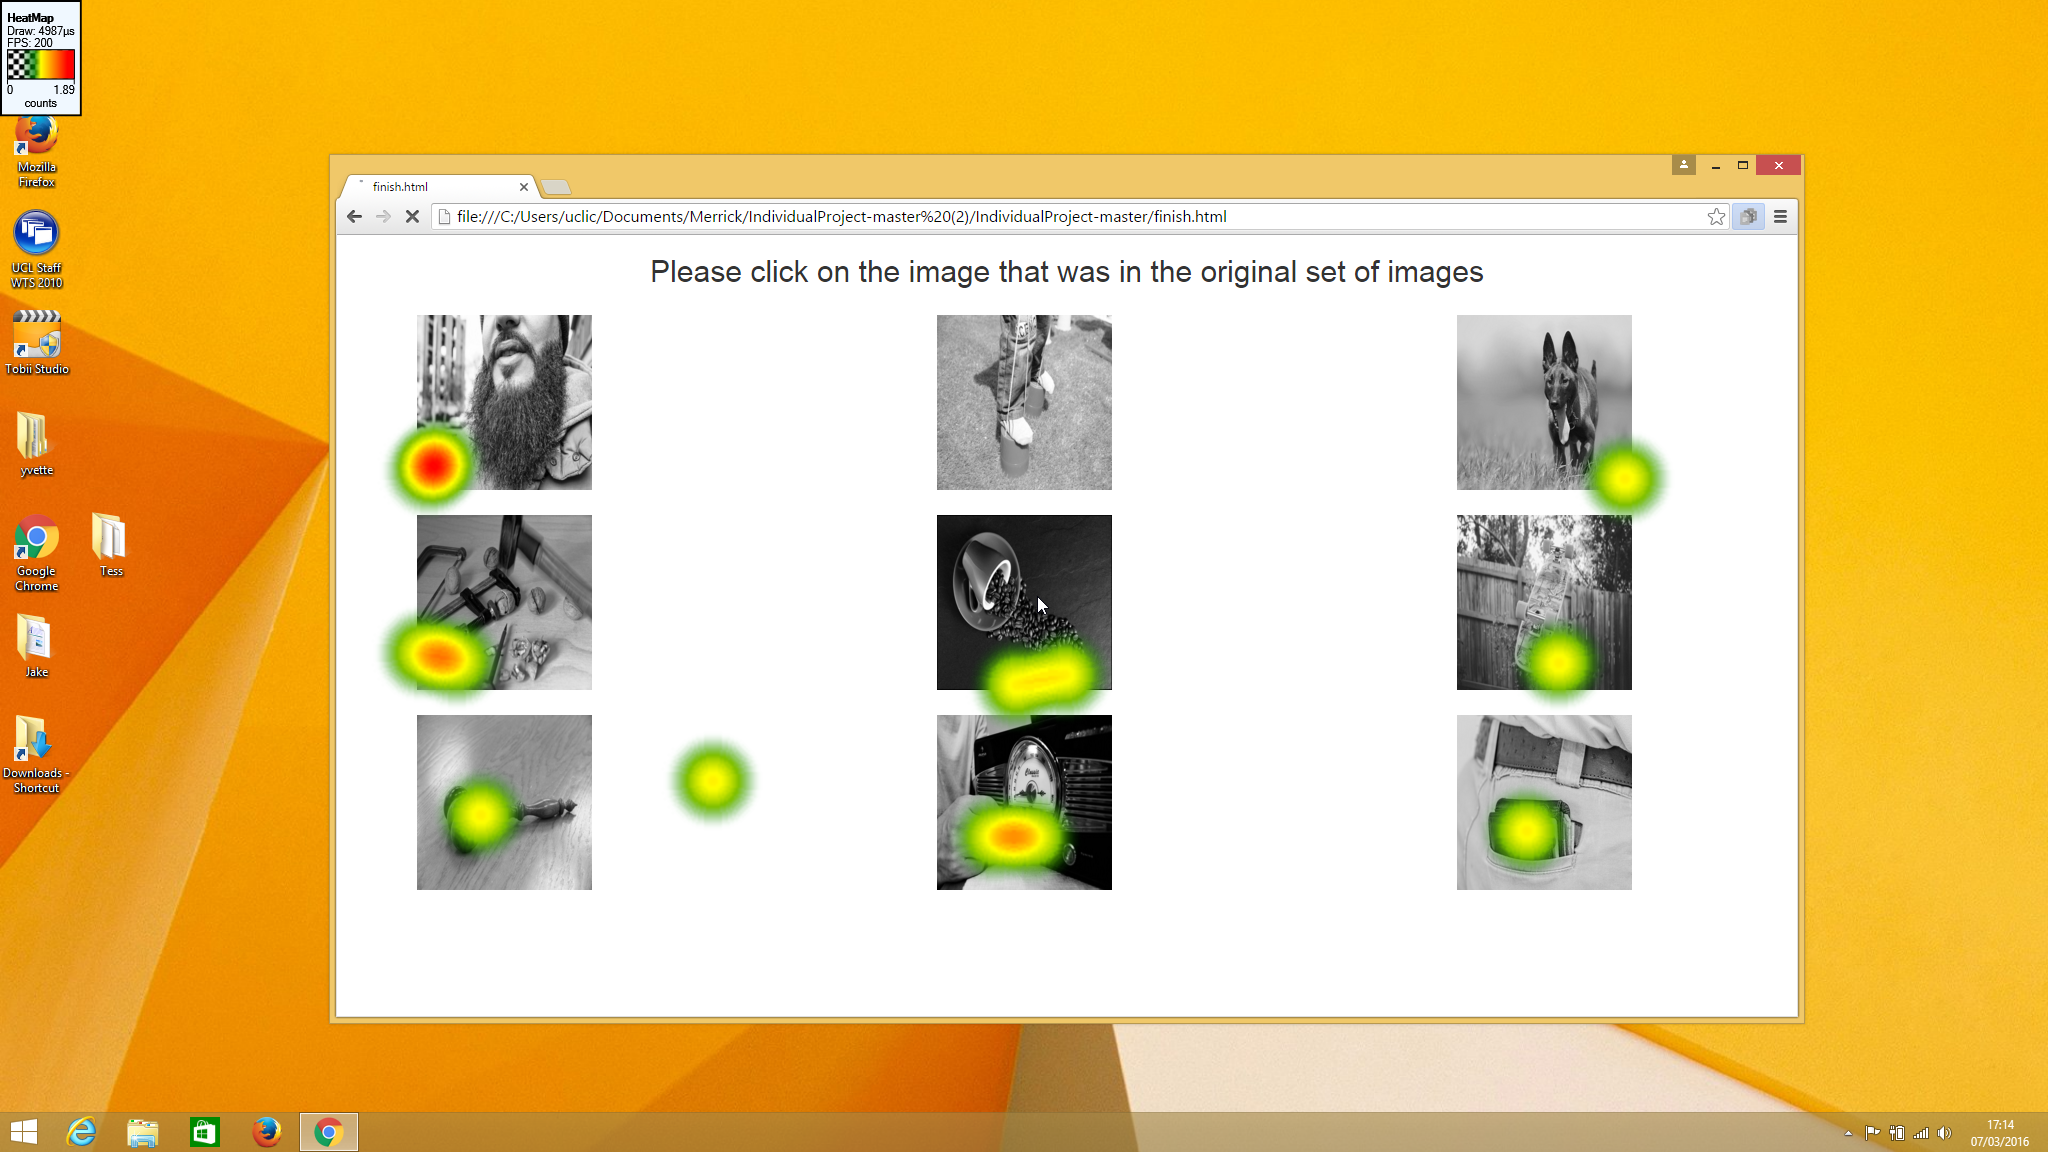 HeatMap
Draw: 4987µs
FPS: 200
0 1.89
counts
Mozilla
Firefox
UCL Staff
WTS 2010
Tobii Studio
yvette
Google
Chrome
Tess
Jake
Downloads -
Shortcut
finish.html
file:///C:/Users/uclic/Documents/Merrick/IndividualProject-master%20(2)/IndividualProject-master/finish.html
Please click on the image that was in the original set of images
Classic
17:14
07/03/2016